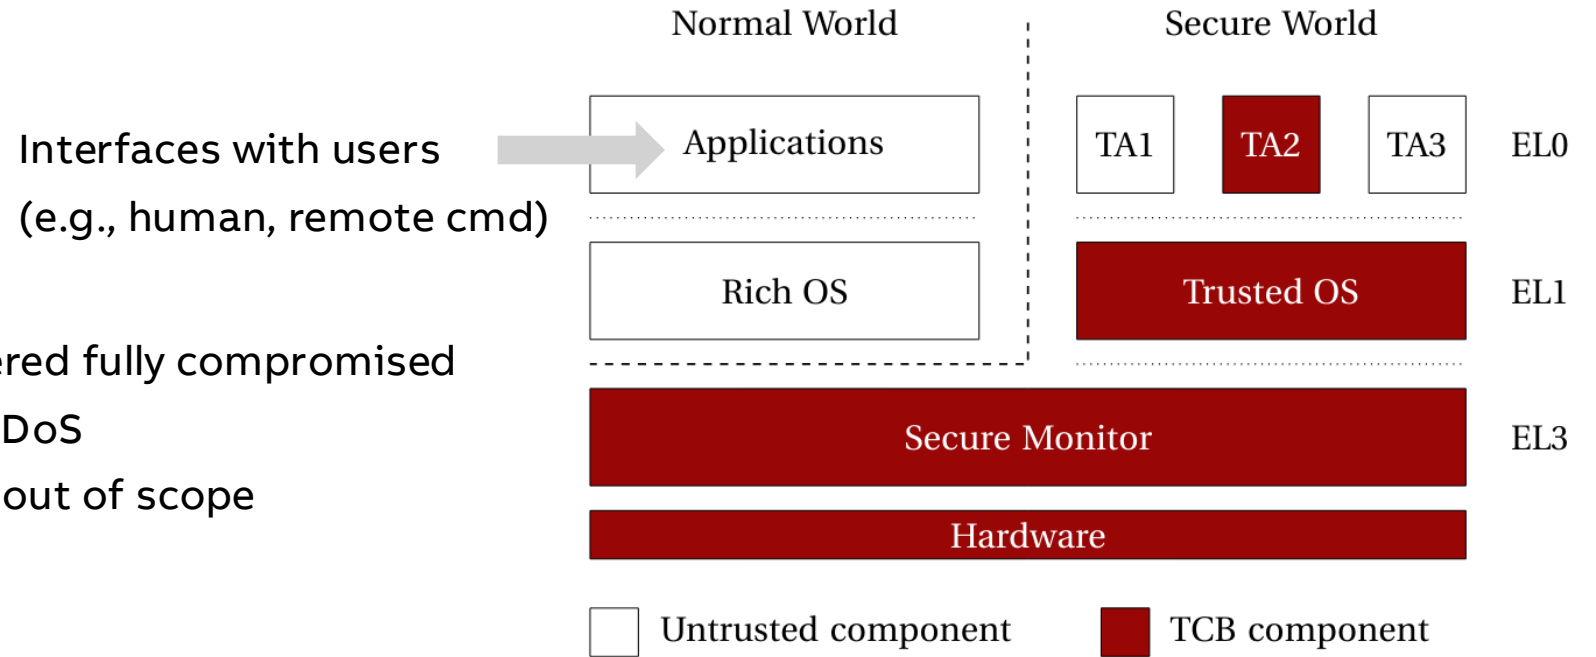 Normal World
Secure World
Interfaces with users
(e.g., human, remote cmd)
Applications
TA1
TA2
TA3
EL0
Rich OS
Trusted OS
EL1
fully compromised
DoS
out of scope
Secure Monitor
EL3
Hardware
Untrusted component
TCB component